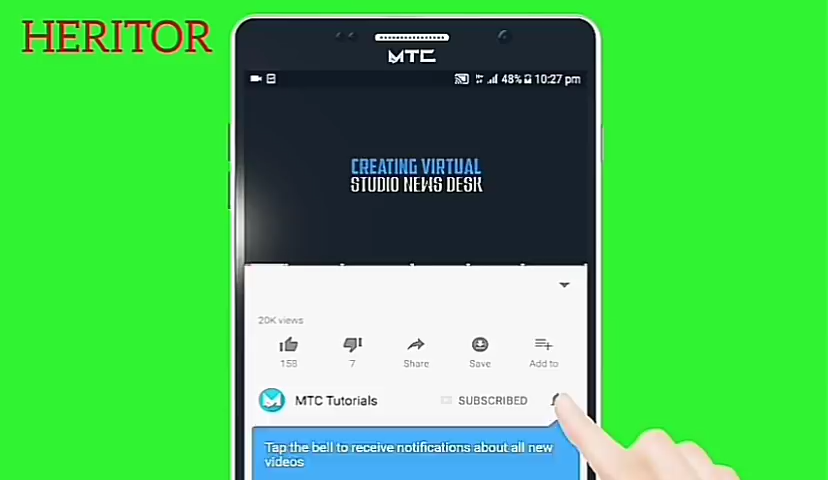 HERITOR
MTC
48% 10:27 pm
CREATING VIRTUAL
STUDIO NEWS DESK
20K views
158
7
Share
Save
Add to
MTC Tutorials
SUBSCRIBED
Tap the bell to receive notifications about all new
videos